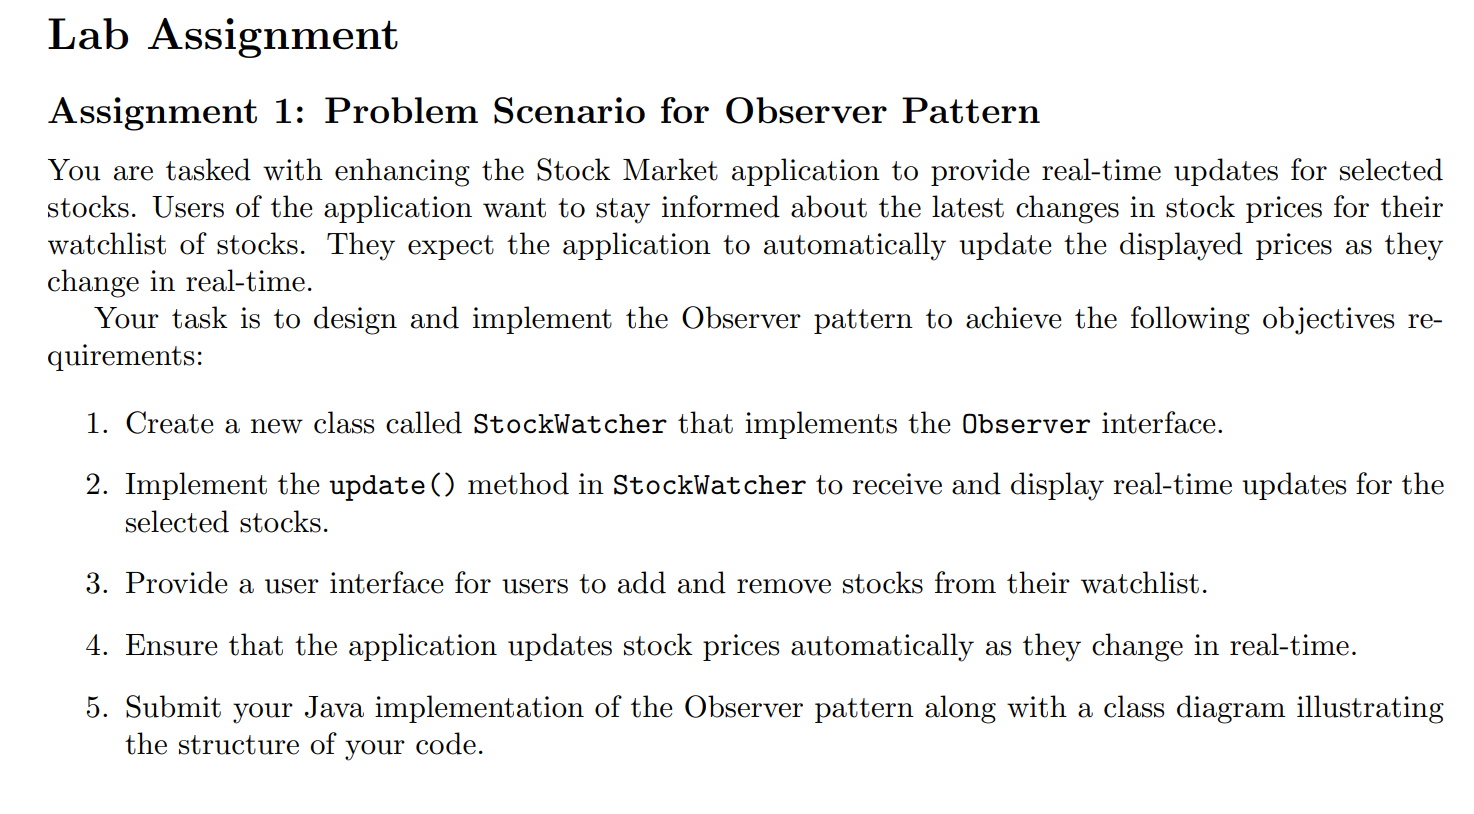 Lab Assignment
Assignment 1: Problem Scenario for Observer Pattern
You are tasked with enhancing the Stock Market application to provide real-time updates for selected
stocks. Users of the application want to stay informed about the latest changes in stock prices for their
watchlist of stocks. They expect the application to automatically update the displayed prices as they
change in real-time.
Your task is to design and implement the Observer pattern to achieve the following objectives re-
quirements:
1. Create a new class called StockWatcher that implements the Observer interface.
2. Implement the update() method in StockWatcher to receive and display real-time updates for the
selected stocks.
3. Provide a user interface for users to add and remove stocks from their watchlist.
4. Ensure that the application updates stock prices automatically as they change in real-time.
5. Submit your Java implementation of the Observer pattern along with a class diagram illustrating
the structure of your code.